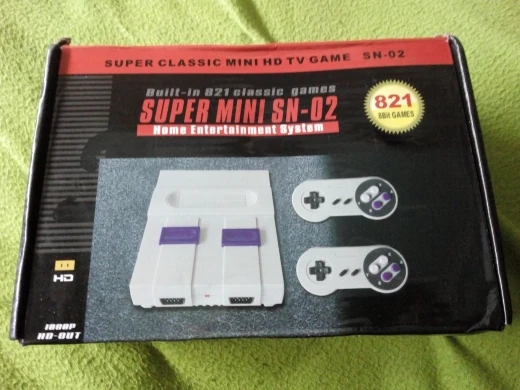 SUPER CLASSIC MINI HD TV GAME SN-02
Built-in 821 classic games
SUPER MINI SN-02
Home Entertainment System
821
8Bit GAMES
HD
1080P
HD-OUT